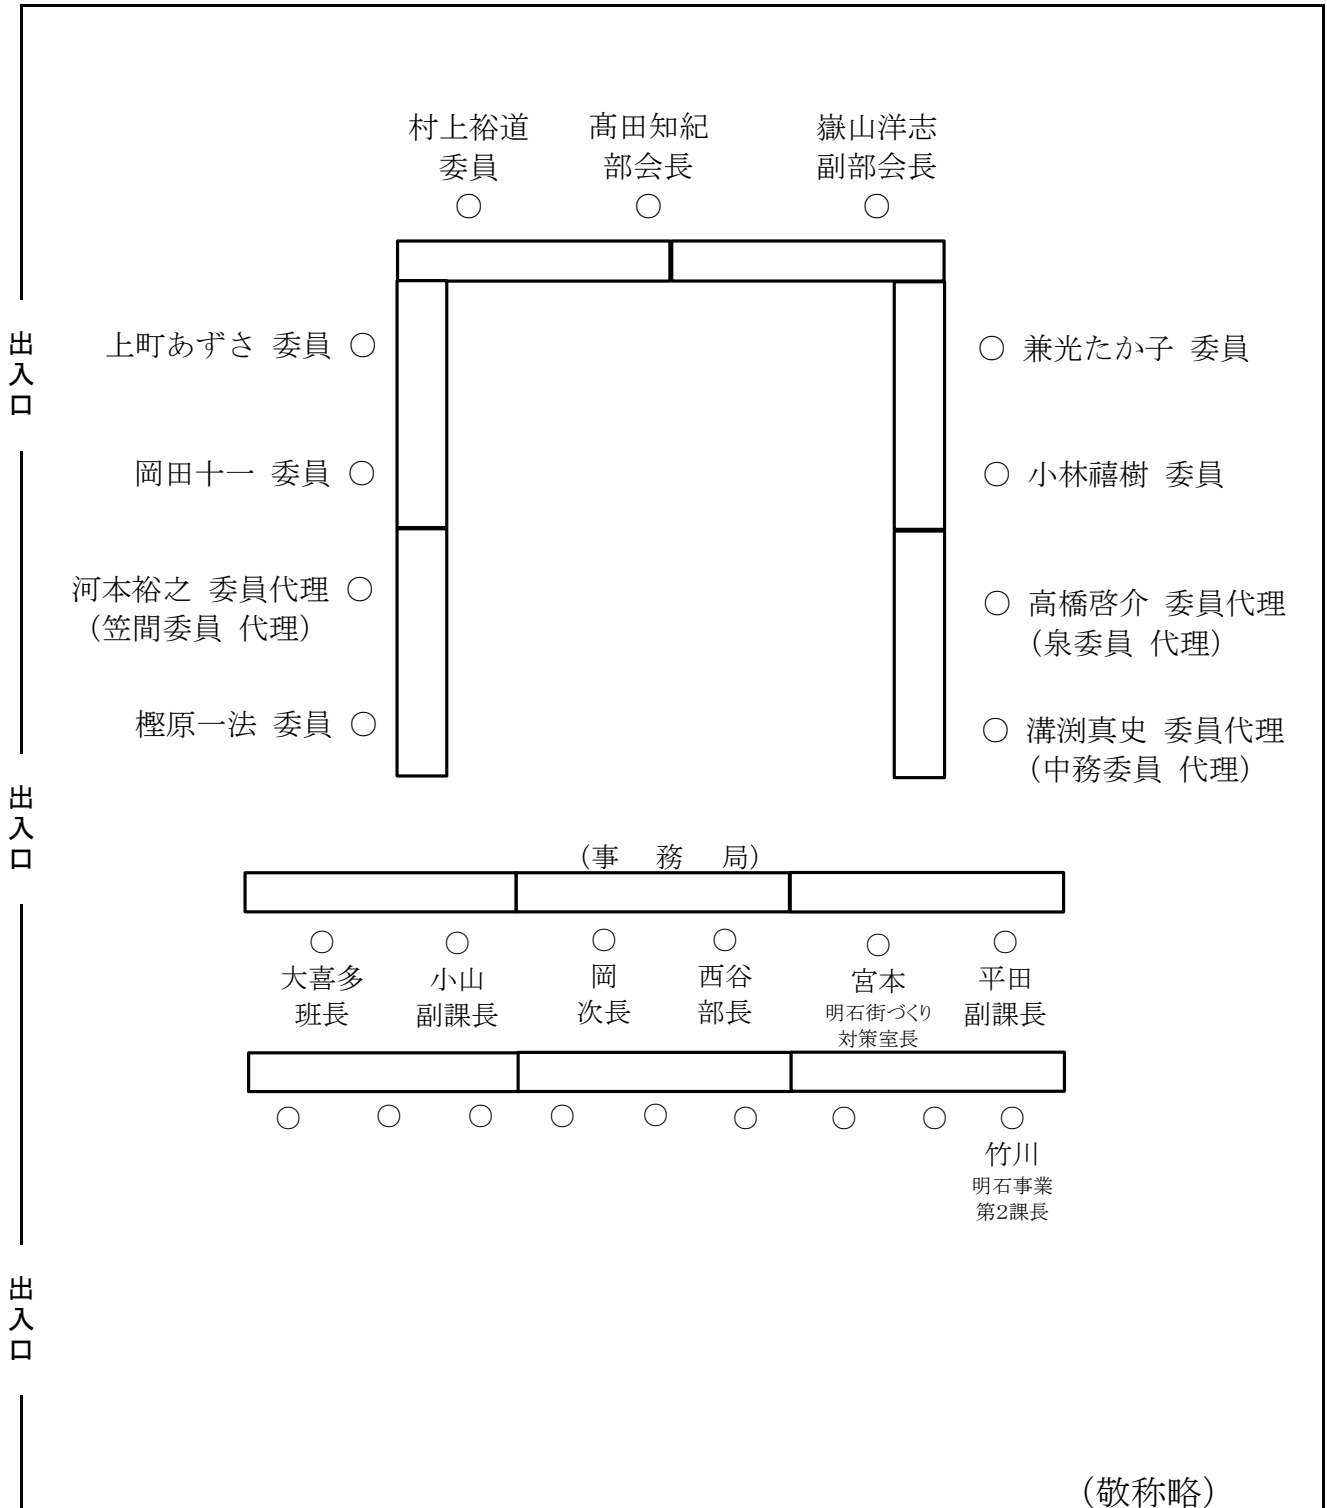 村上裕道
委員
○
髙田知紀
部会長
○
嶽山洋志
副部会長
○
出入口
上町あずさ 委員 ○
○ 兼光たか子 委員
岡田十一 委員 ○
○ 小林禧樹 委員
河本裕之 委員代理 ○
(笠間委員 代理)
○ 高橋啓介 委員代理
(泉委員 代理)
樫原一法 委員 ○
○ 溝渕真史 委員代理
(中務委員 代理)
出入口
(事 務 局)
○
大喜多
班長
○
小山
副課長
○
岡
次長
○
西谷
部長
○
宮本
明石街づくり
対策室長
○
平田
副課長
○ ○ ○ ○ ○ ○ ○ ○ ○
竹川
明石事業
第2課長
出入口
(敬称略)